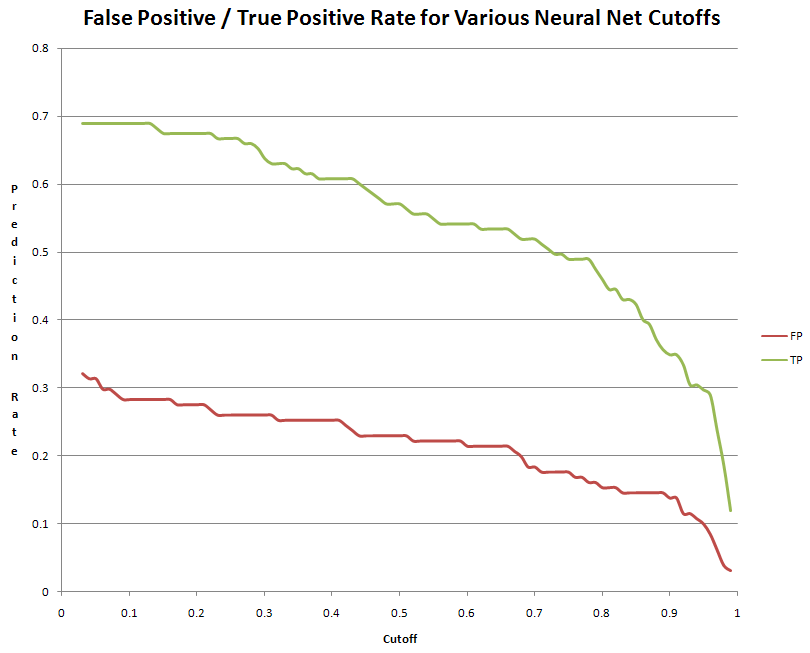 False Positive / True Positive Rate for Various Neural Net Cutoffs
0.8
0.7
0.6
0.5
0.4
0.3
0.2
0.1
0
Prediction Rate
0 0.1 0.2 0.3 0.4 0.5 0.6 0.7 0.8 0.9 1
Cutoff
FP
TP